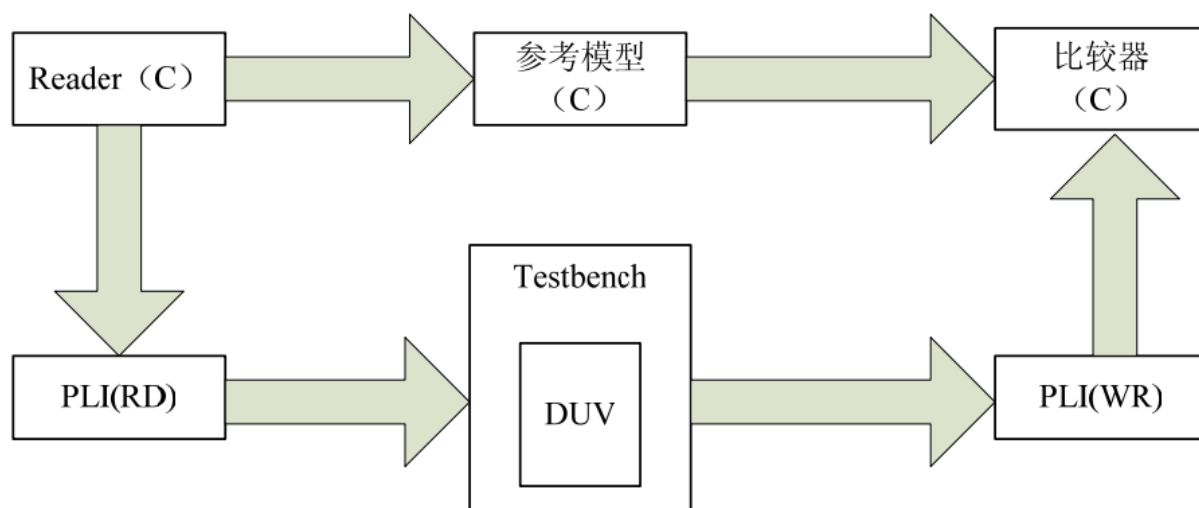 Reader（C）
参考模型
（C）
比较器
（C）
Testbench
DUV
PLI(RD)
PLI(WR)